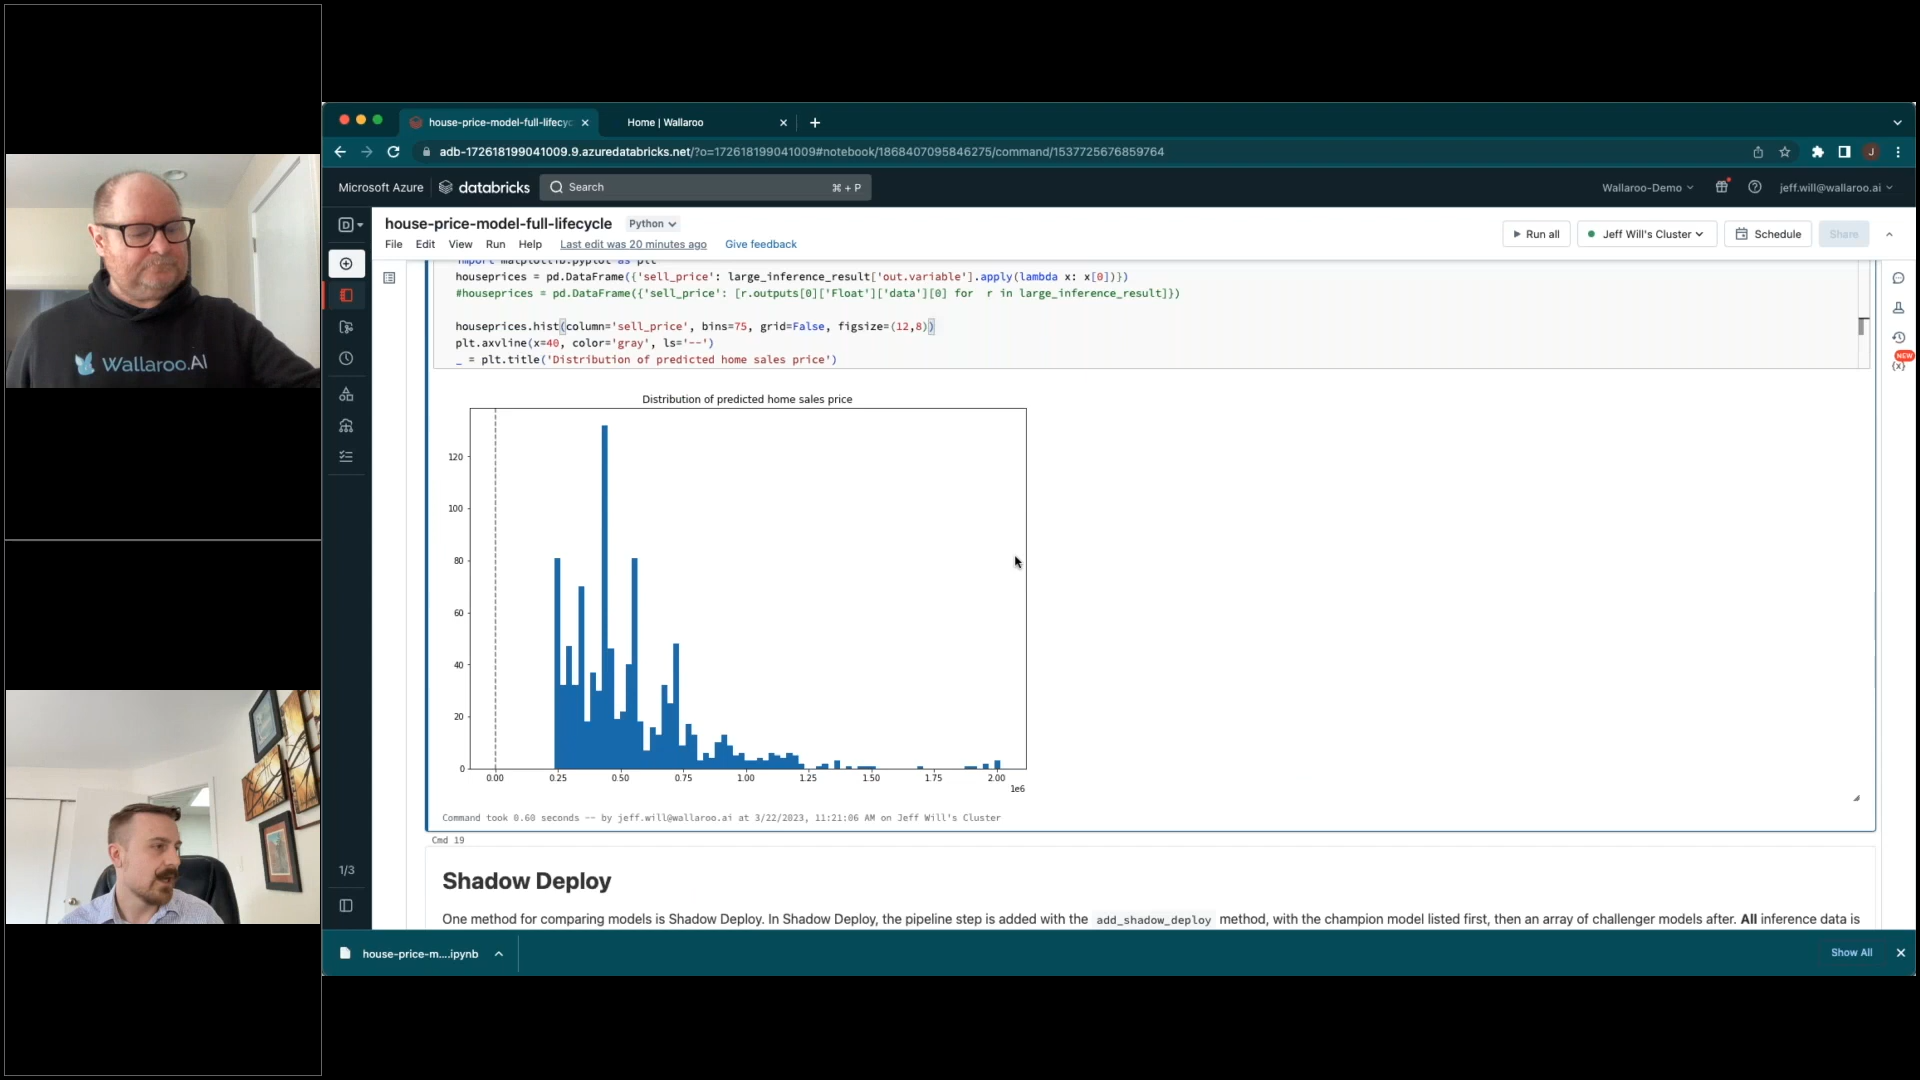 Wallaroo.AI
house-price-model-full-lifecyc
Home | Wallaroo
adb-172618199041009.9.azuredatabricks.net/?o=172618199041009#notebook/1868407095846275/command/1537725676859764
J
Microsoft Azure
databricks
Search
⌘ + P
Wallaroo-Demo
jeff.will@wallaroo.ai
D
house-price-model-full-lifecycle
Python
File Edit View Run Help Last edit was 20 minutes ago Give feedback
Run all
Jeff Will's Cluster
Schedule
Share
import matplotlib.pyplot as plt
houseprices = pd.DataFrame({'sell_price': large_inference_result['out.variable'].apply(lambda x: x[0])})
#houseprices = pd.DataFrame({'sell_price': [r.outputs[0]['Float']['data'][0] for  r in large_inference_result]})
houseprices.hist(column='sell_price', bins=75, grid=False, figsize=(12,8))
plt.axvline(x=40, color='gray', ls='--')
_ = plt.title('Distribution of predicted home sales price')
NEW
{x}
Distribution of predicted home sales price
120
100
80
60
40
20
0
0.00 0.25 0.50 0.75 1.00 1.25 1.50 1.75 2.00
1e6
Command took 0.60 seconds -- by jeff.will@wallaroo.ai at 3/22/2023, 11:21:06 AM on Jeff Will's Cluster
Cmd 19
1/3
Shadow Deploy
One method for comparing models is Shadow Deploy. In Shadow Deploy, the pipeline step is added with the add_shadow_deploy method, with the champion model listed first, then an array of challenger models after. All inference data is
house-price-m....ipynb
Show All